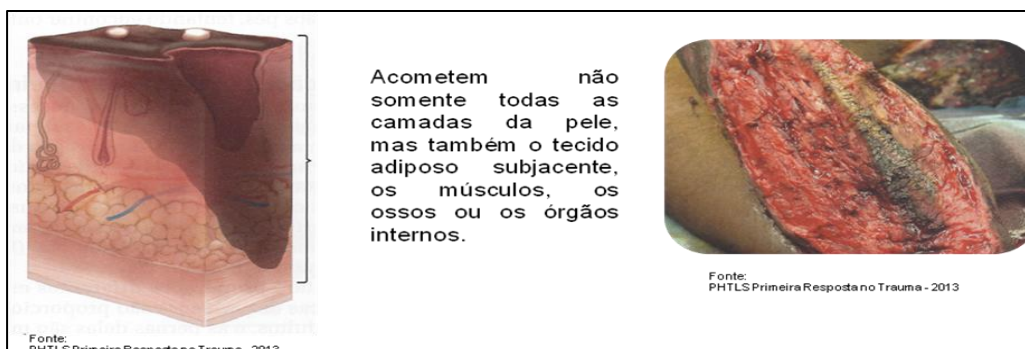 Acometem não
somente todas as
camadas da pele,
mas também o tecido
adiposo subjacente,
os músculos, os
ossos ou os órgãos
internos.
Fonte:
PHTLS Primeira Resposta no Trauma - 2013
Fonte:
PHTLS Primeira Resposta no Trauma - 2013